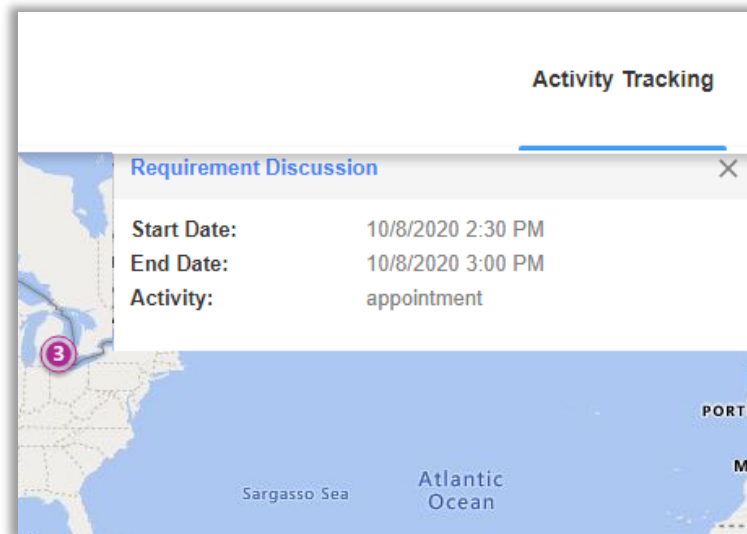 Activity Tracking
Requirement Discussion
Start Date: 10/8/2020 2:30 PM
End Date: 10/8/2020 3:00 PM
Activity: appointment
3
PORT
M
Atlantic
Ocean
Sargasso Sea